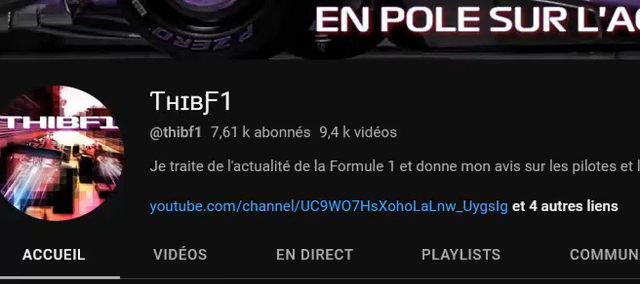 EN POLE SUR L'A
P ZERO
ƬʜɪʙƑ1
THIBF1
@thibf1 7,61 k abonnés 9,4 k vidéos
Je traite de l'actualité de la Formule 1 et donne mon avis sur les pilotes et l
youtube.com/channel/UC9WO7HsXohoLaLnw_UygsIg et 4 autres liens
ACCUEIL VIDÉOS EN DIRECT PLAYLISTS COMMUN